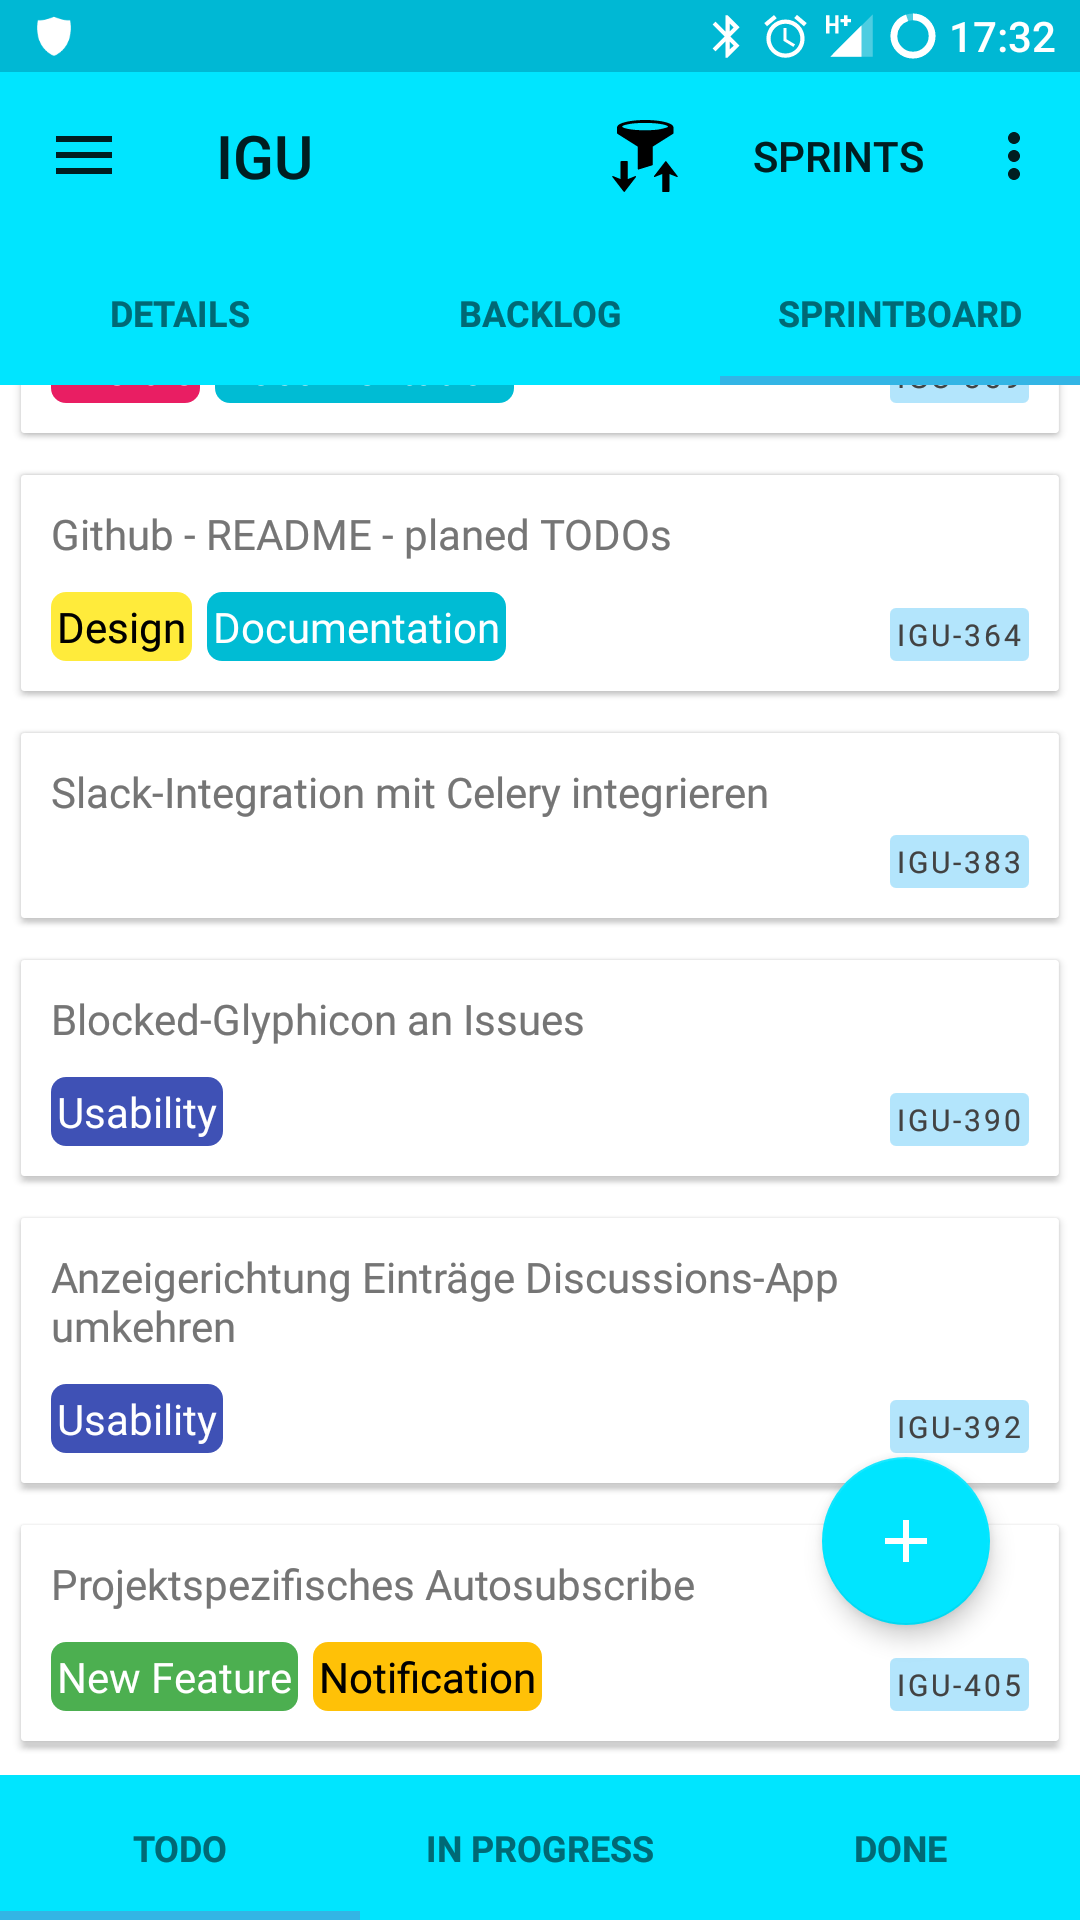 H+ 17:32
IGU SPRINTS
DETAILS BACKLOG SPRINTBOARD
Github - README - planed TODOs
Design Documentation IGU-364
Slack-Integration mit Celery integrieren
IGU-383
Blocked-Glyphicon an Issues
Usability IGU-390
Anzeigerichtung Einträge Discussions-App
umkehren
Usability IGU-392
Projektspezifisches Autosubscribe
New Feature Notification IGU-405
TODO IN PROGRESS DONE